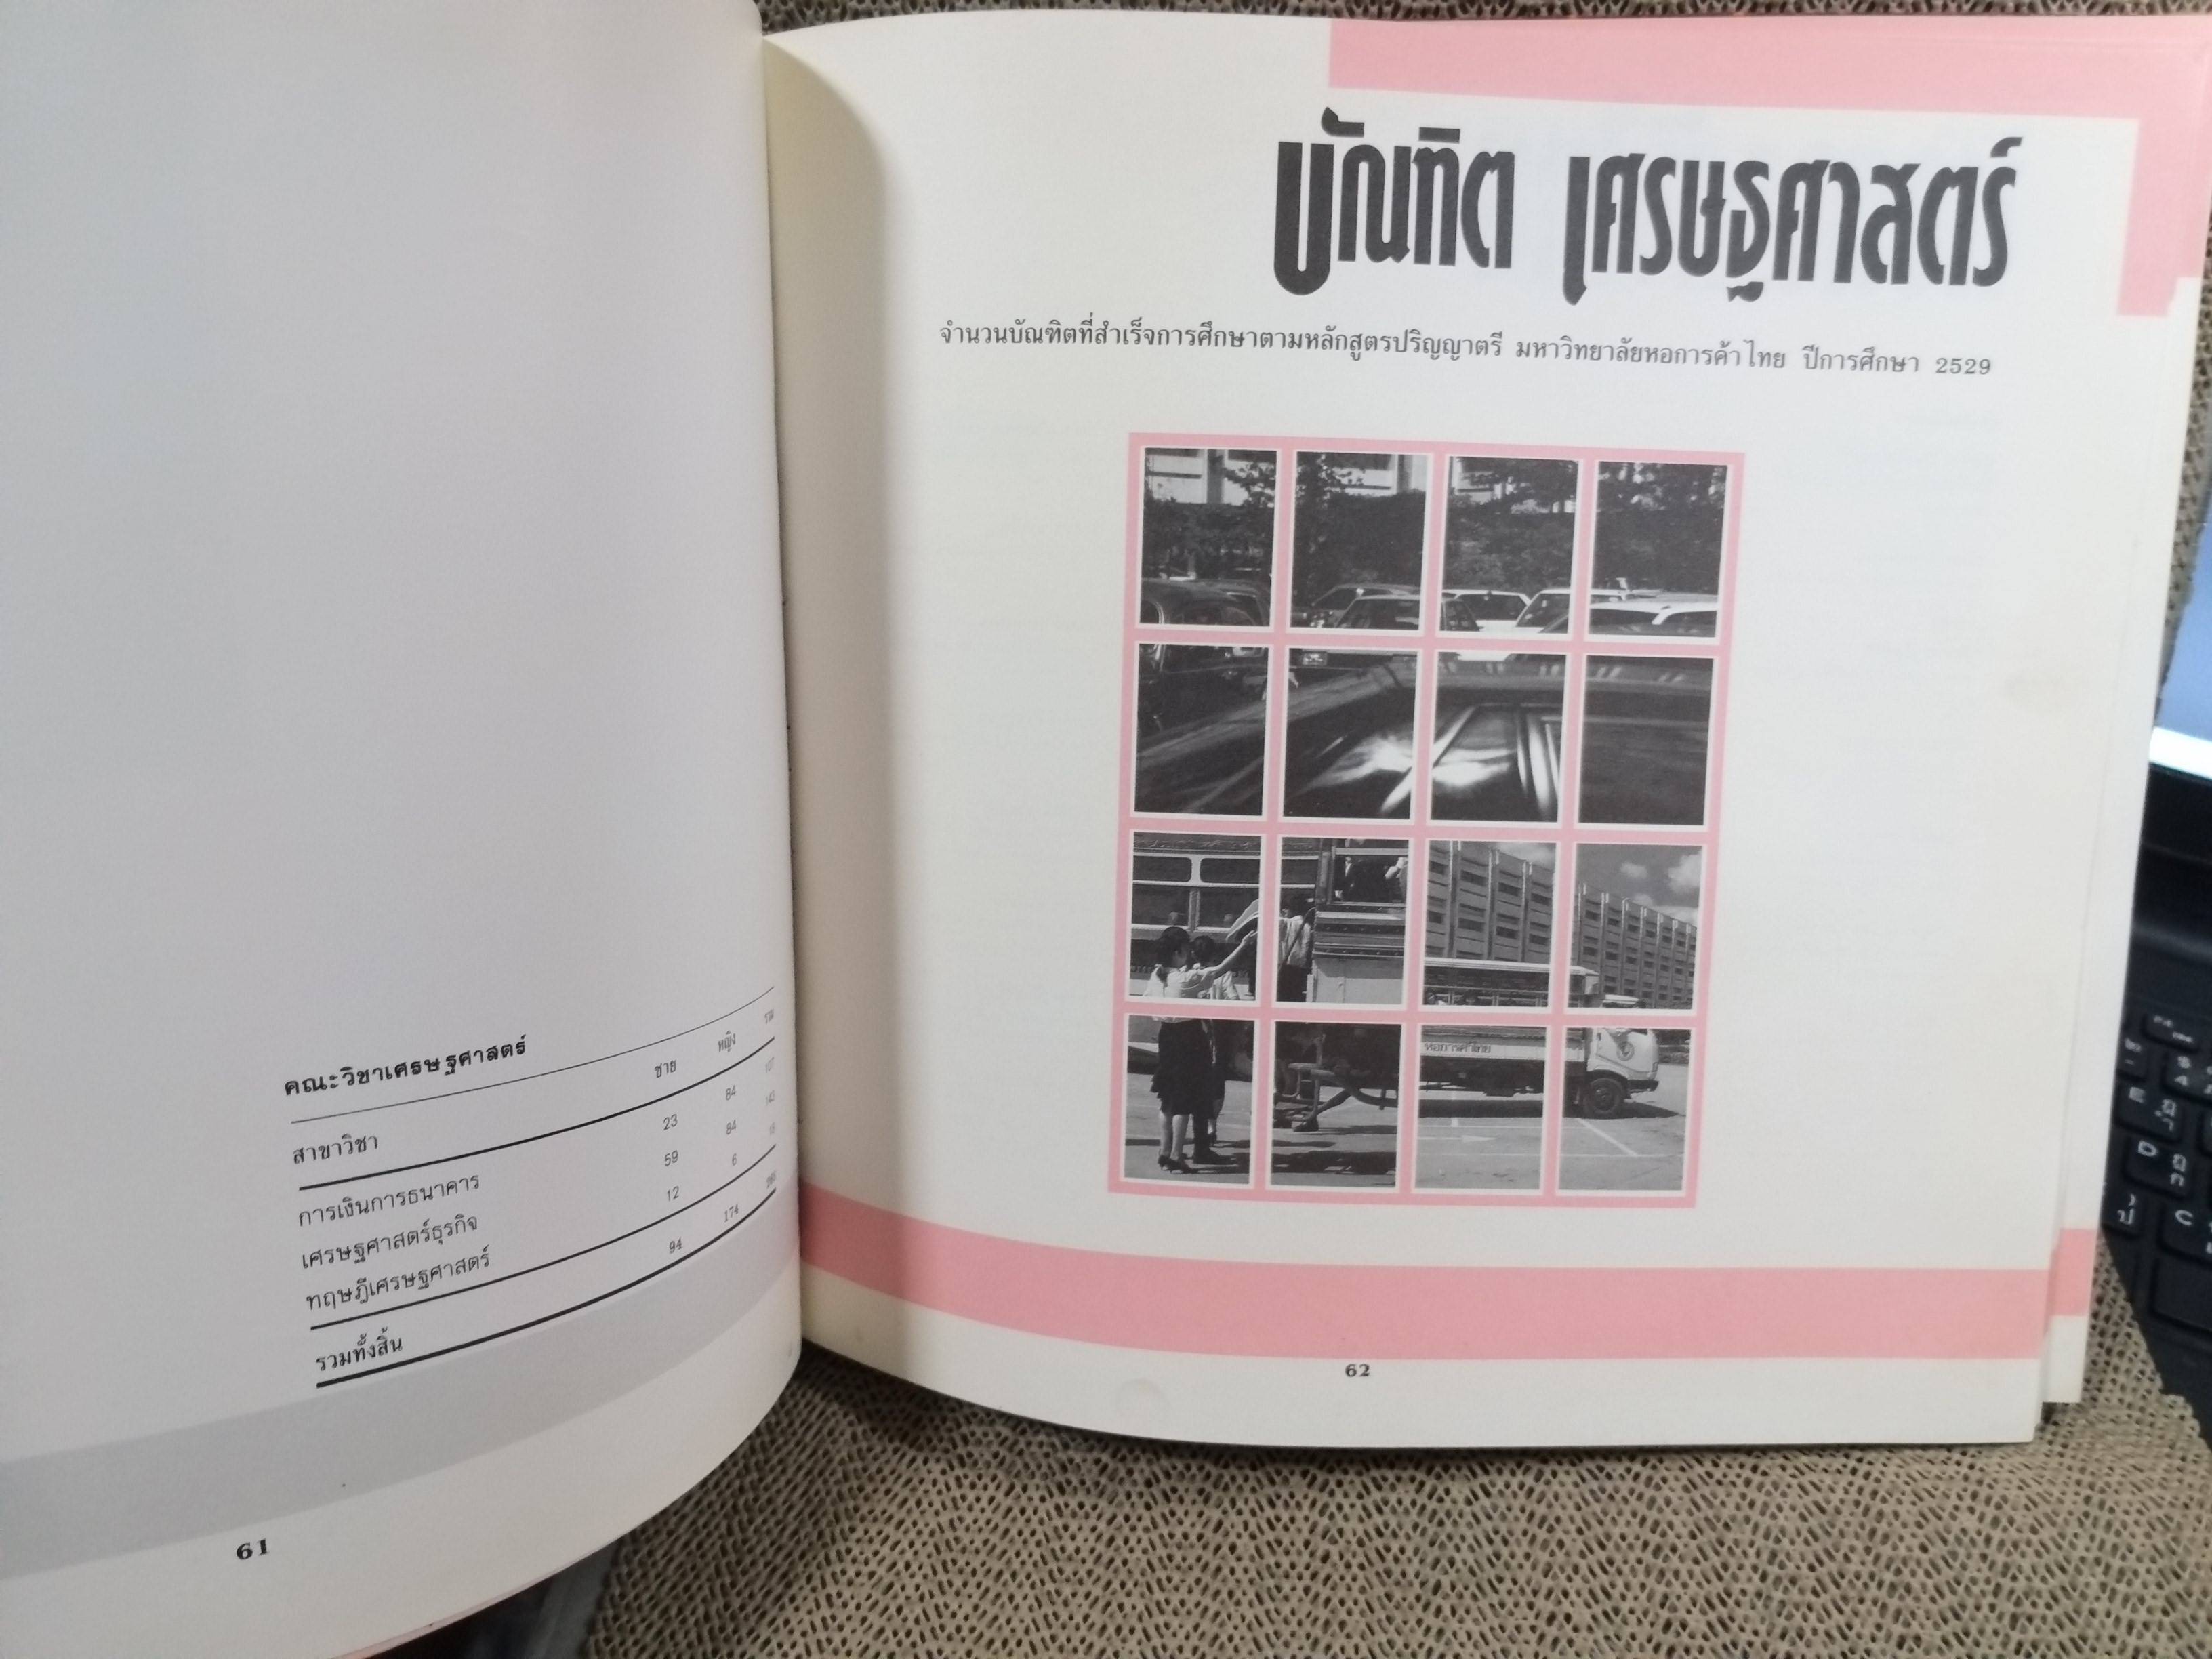 คณะวิชาเศรษฐศาสตร์
สาขาวิชา ชาย หญิง รวม
การเงินการธนาคาร 23 84 107
เศรษฐศาสตร์ธุรกิจ 59 84 143
ทฤษฎีเศรษฐศาสตร์ 12 6 18
รวมทั้งสิ้น 94 174
61
บัณฑิต เศรษฐศาสตร์
จำนวนบัณฑิตที่สำเร็จการศึกษาตามหลักสูตรปริญญาตรี มหาวิทยาลัยหอการค้าไทย ปีการศึกษา 2529
หอการค้าไทย
62